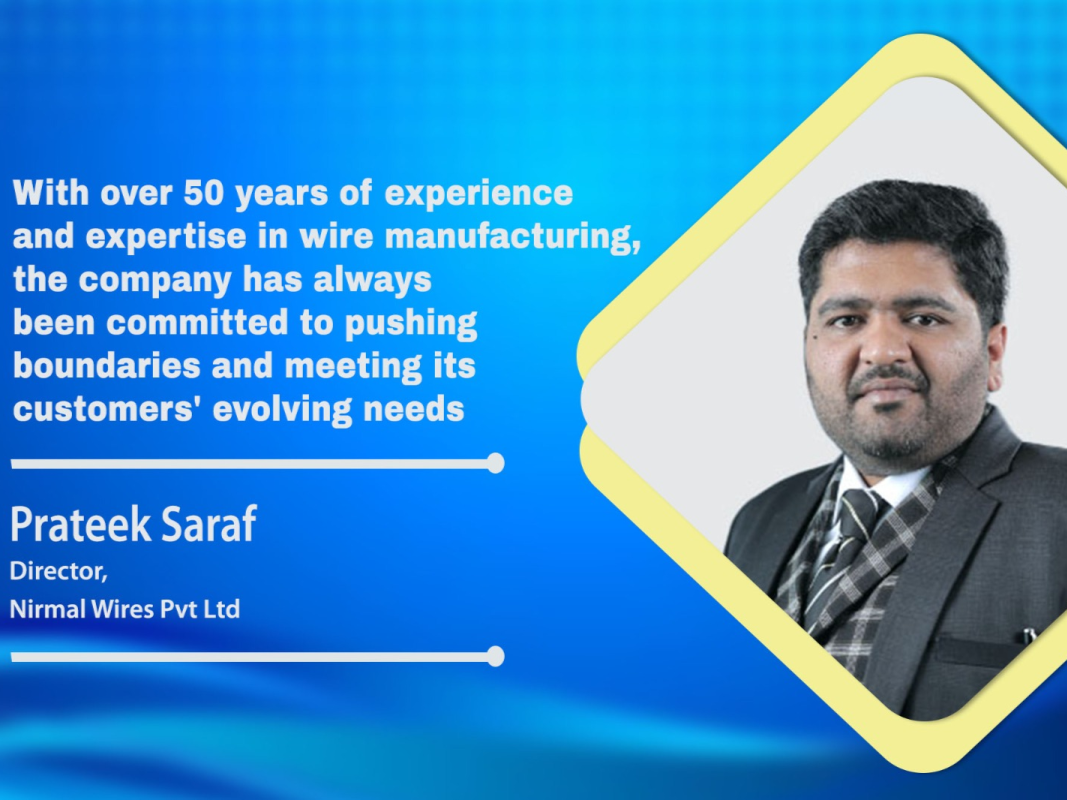 With over 50 years of experience
and expertise in wire manufacturing,
the company has always
been committed to pushing
boundaries and meeting its
customers' evolving needs
Prateek Saraf
Director,
Nirmal Wires Pvt Ltd